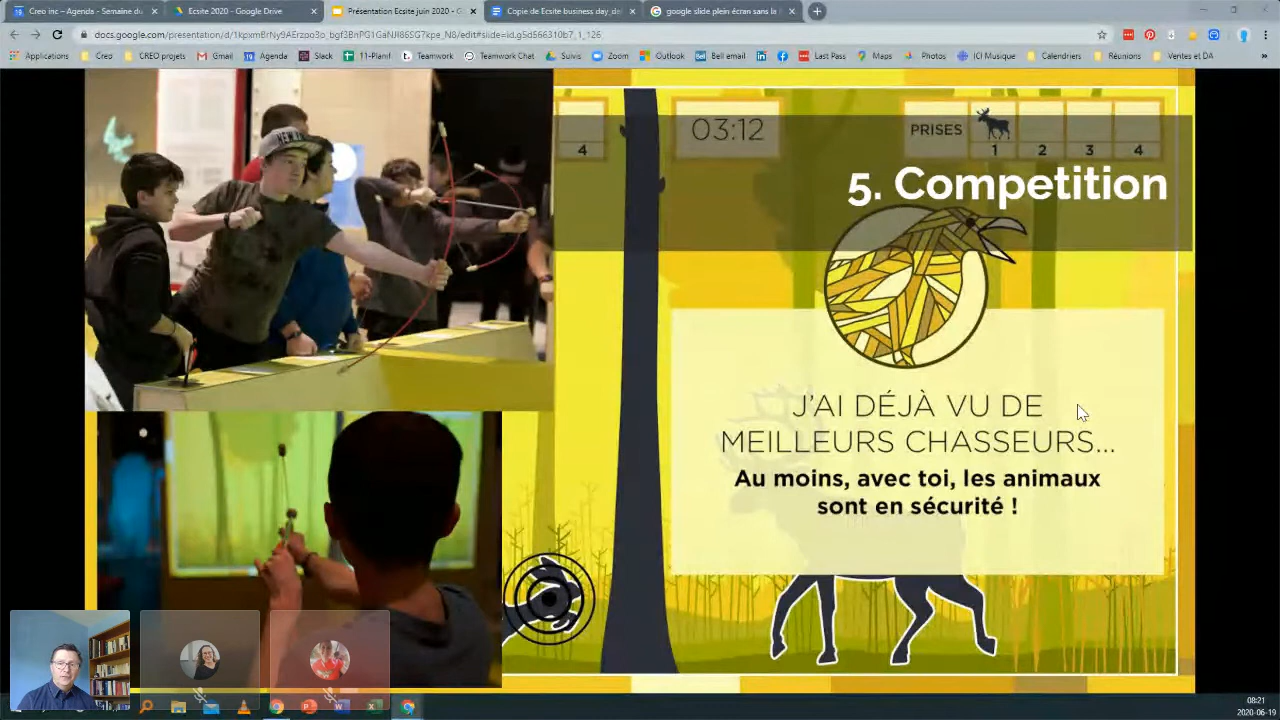 Creo inc – Agenda - Semaine du
Ecsite 2020 - Google Drive
Présentation Ecsite juin 2020 -
Copie de Ecsite business day_de
google slide plein écran sans la
Applications
Creo
CREO projets
Gmail
Agenda
Slack
11-Planif
Teamwork
Teamwork Chat
Suivis
Zoom
Outlook
Bell email
Last Pass
Maps
Photos
ICI Musique
Calendriers
Réunions
Ventes et DA
4
03:12
PRISES
1
2
3
4
5. Competition
J'AI DÉJÀ VU DE
MEILLEURS CHASSEURS...
Au moins, avec toi, les animaux
sont en sécurité !
08:21
2020-06-19